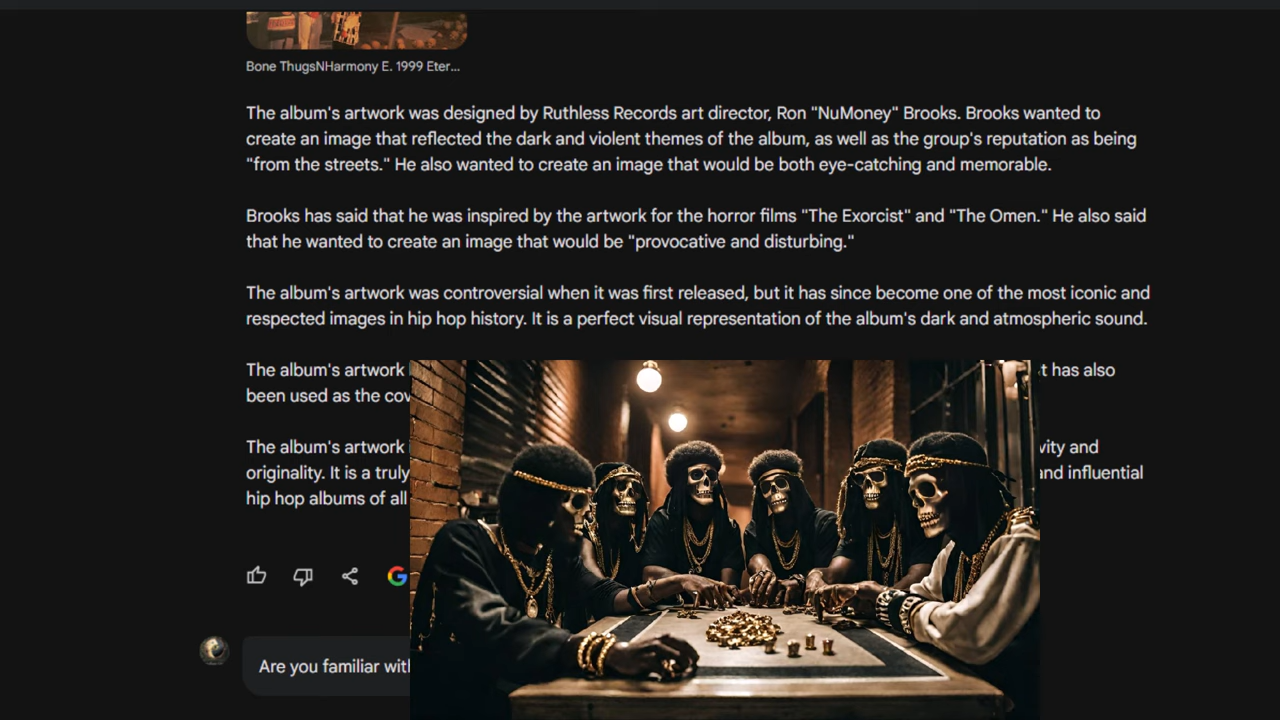 Bone ThugsNHarmony E. 1999 Eter...
The album's artwork was designed by Ruthless Records art director, Ron "NuMoney" Brooks. Brooks wanted to
create an image that reflected the dark and violent themes of the album, as well as the group's reputation as being
"from the streets." He also wanted to create an image that would be both eye-catching and memorable.
Brooks has said that he was inspired by the artwork for the horror films "The Exorcist" and "The Omen." He also said
that he wanted to create an image that would be "provocative and disturbing."
The album's artwork was controversial when it was first released, but it has since become one of the most iconic and
respected images in hip hop history. It is a perfect visual representation of the album's dark and atmospheric sound.
The album's artwork t has also
been used as the cov
The album's artwork vity and
originality. It is a truly and influential
hip hop albums of all
Are you familiar with